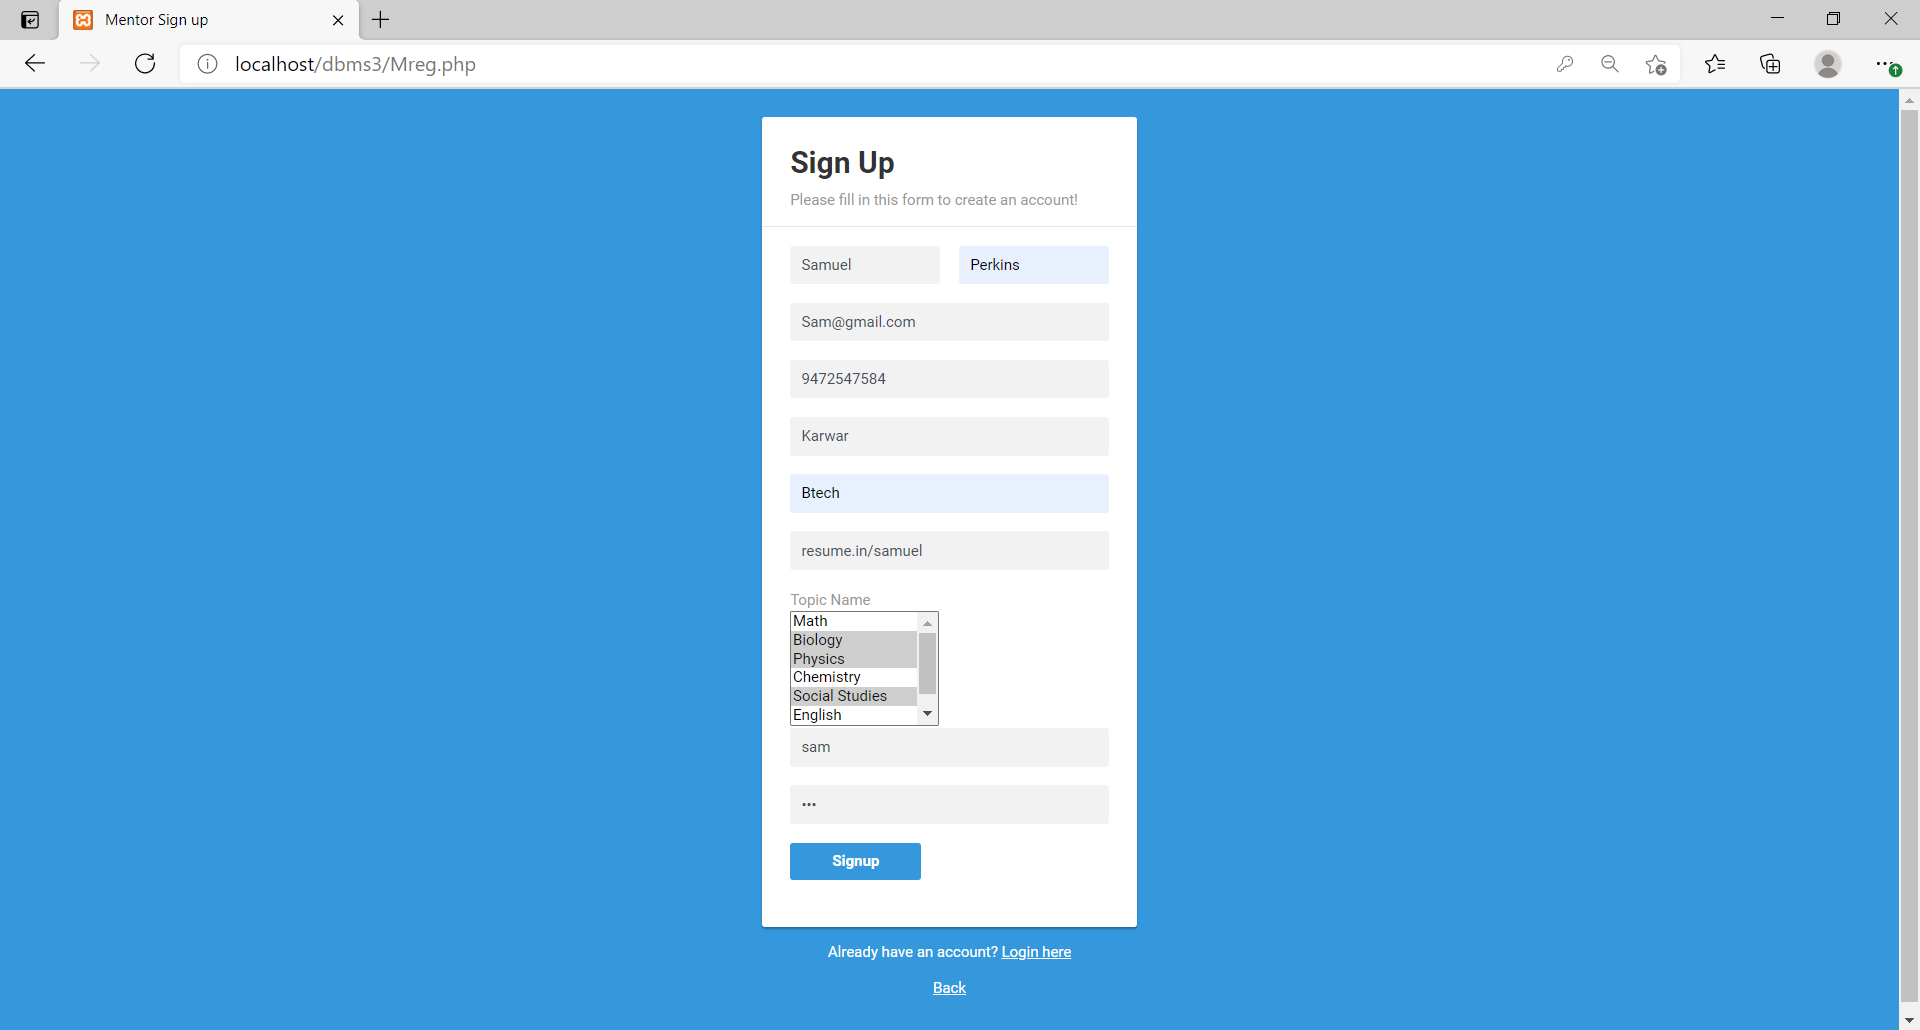 Mentor Sign up
localhost/dbms3/Mreg.php
Sign Up
Please fill in this form to create an account!
Samuel Perkins
Sam@gmail.com
9472547584
Karwar
Btech
resume.in/samuel
Topic Name
Math
Biology
Physics
Chemistry
Social Studies
English
sam
•••
Signup
Already have an account? Login here
Back